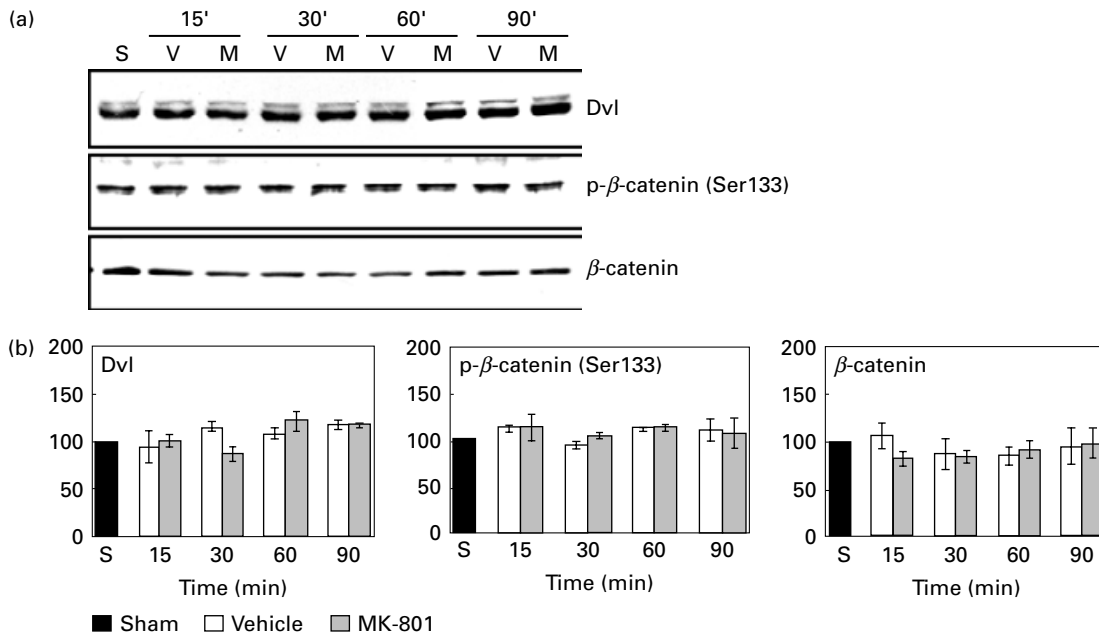 (a)
15' 30' 60' 90'
S V M V M V M V M
Dvl
p-β-catenin (Ser133)
β-catenin
(b)
Dvl
200
150
100
50
0
S 15 30 60 90
Time (min)
p-β-catenin (Ser133)
200
150
100
50
0
S 15 30 60 90
Time (min)
β-catenin
200
150
100
50
0
S 15 30 60 90
Time (min)
Sham Vehicle MK-801